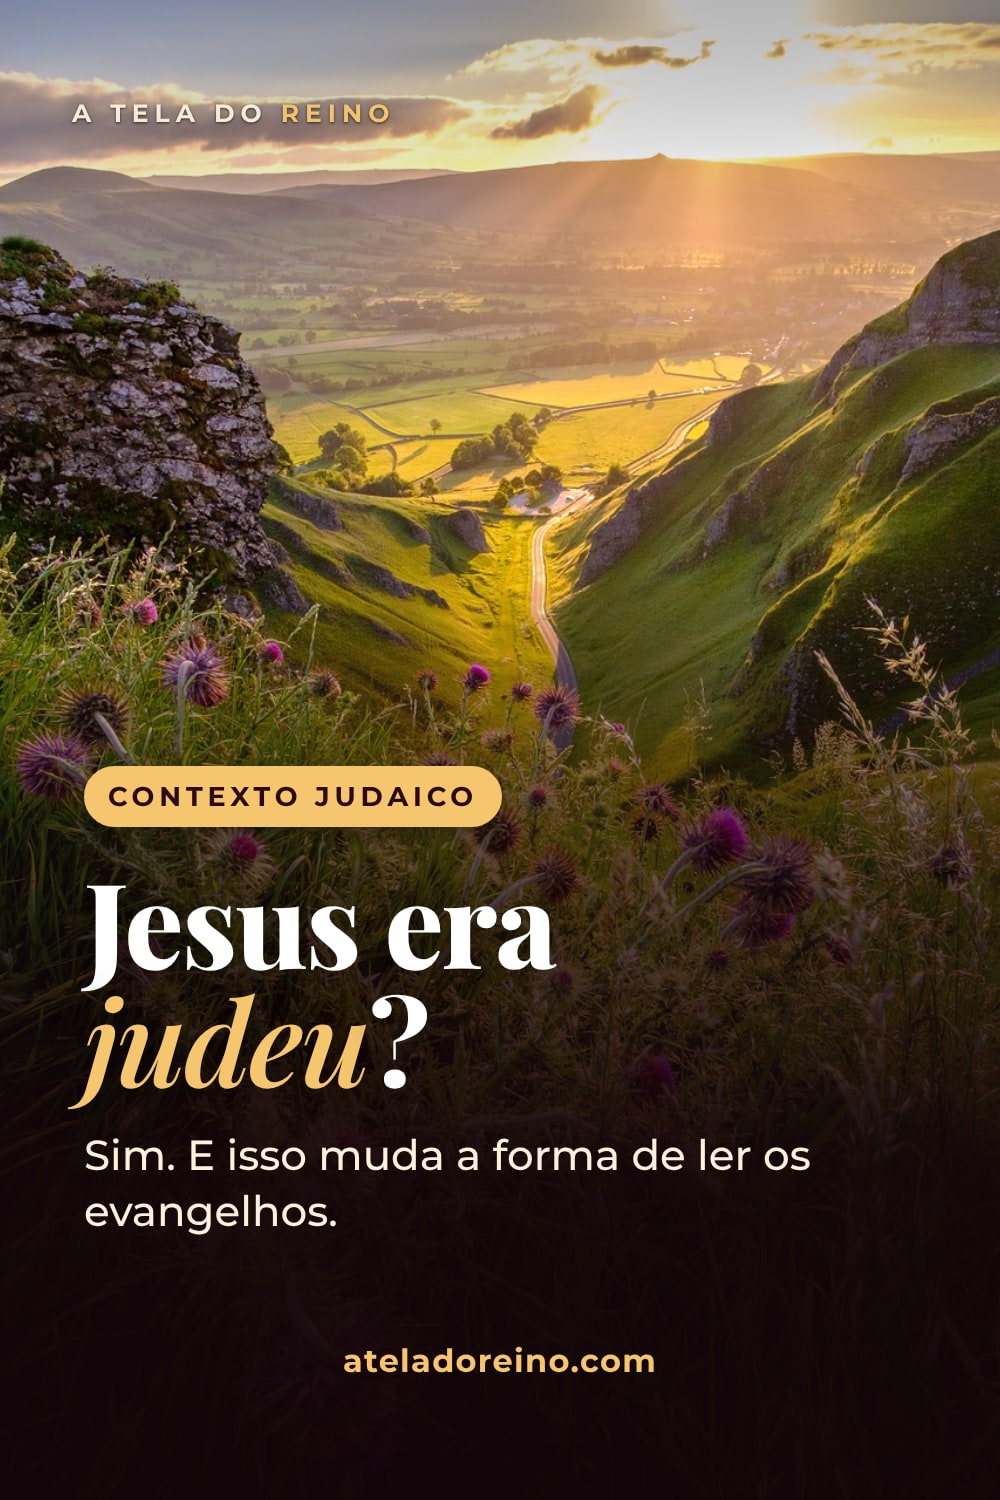 A TELA DO REINO
CONTEXTO JUDAICO
Jesus era
judeu?
Sim. E isso muda a forma de ler os
evangelhos.
ateladoreino.com